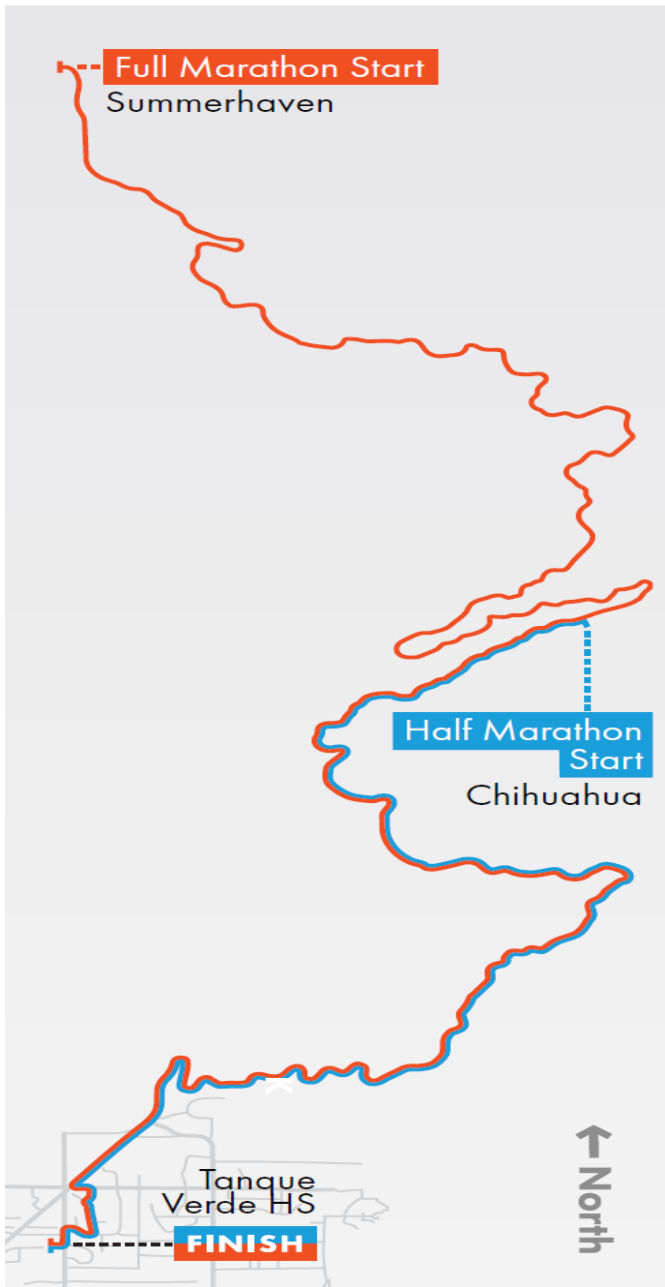 Full Marathon Start
Summerhaven
Half Marathon
Start
Chihuahua
Tanque
Verde HS
FINISH
North